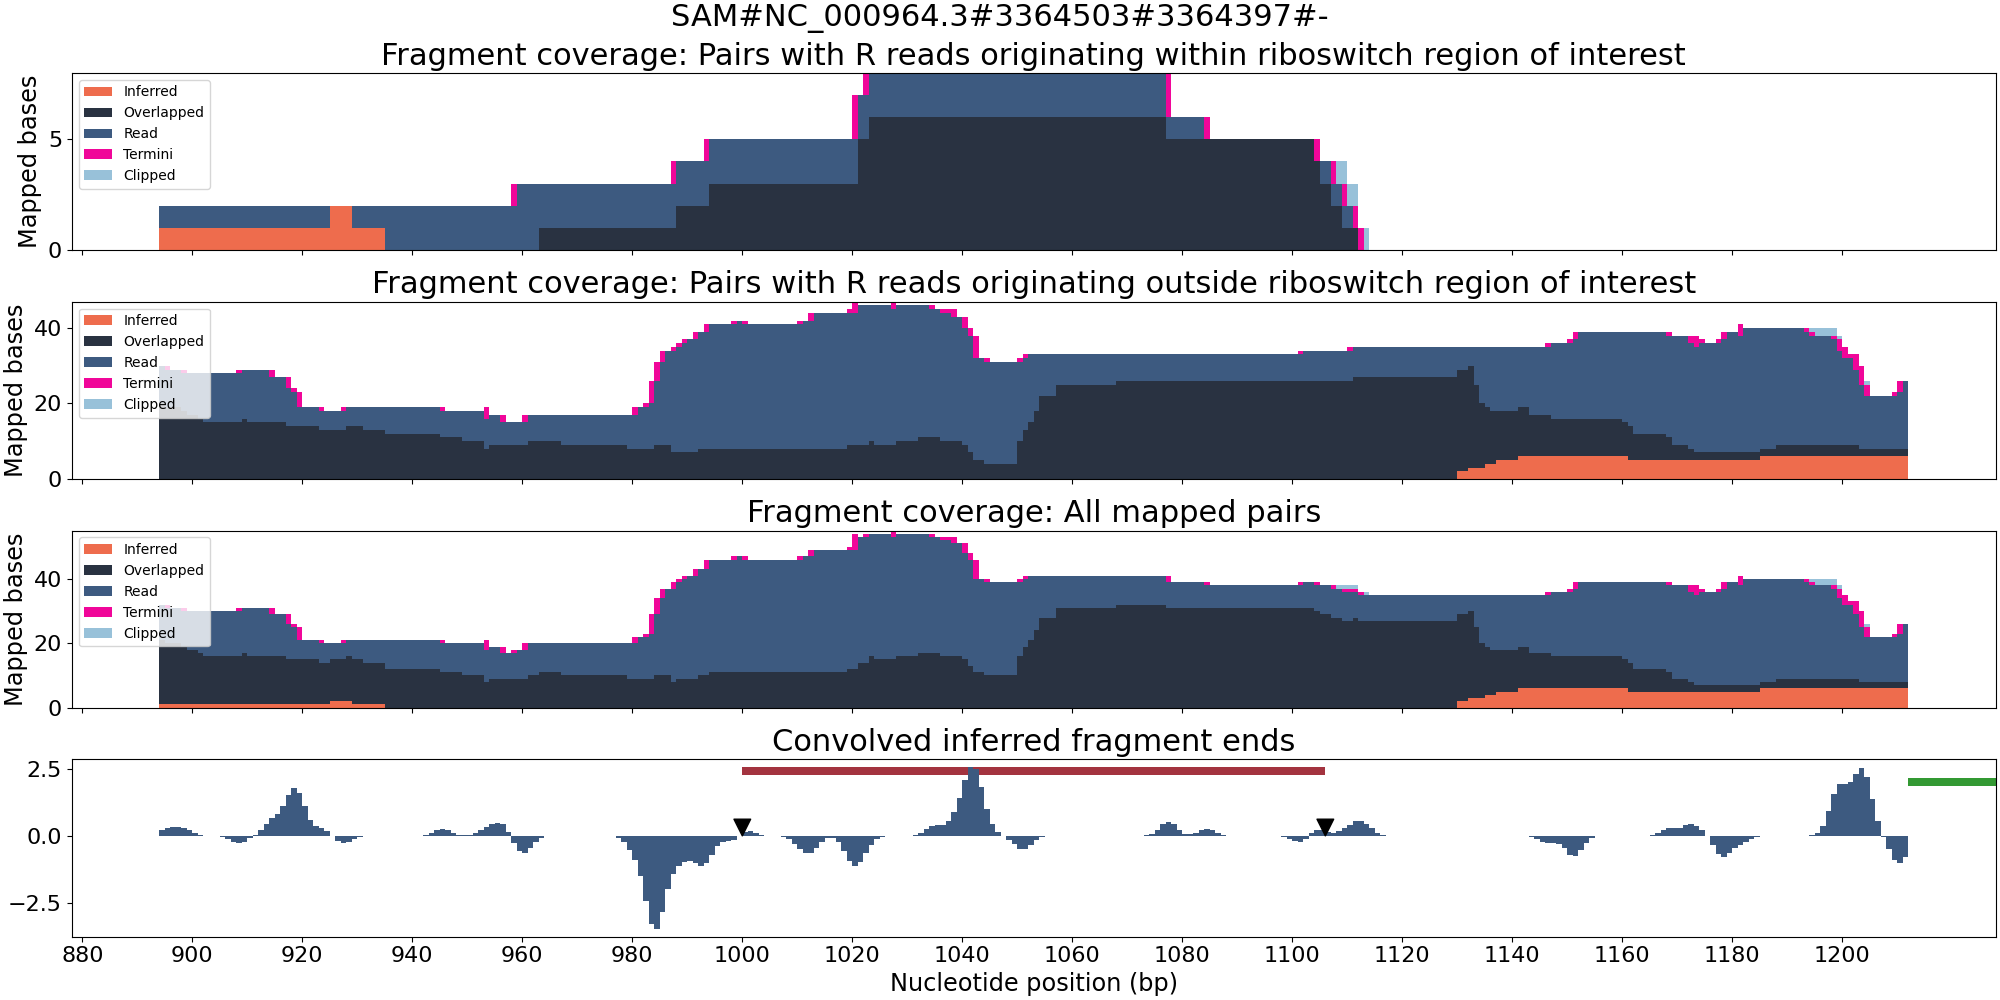 SAM#NC_000964.3#3364503#3364397#-
Fragment coverage: Pairs with R reads originating within riboswitch region of interest
Mapped bases
5
0
Inferred
Overlapped
Read
Termini
Clipped
Fragment coverage: Pairs with R reads originating outside riboswitch region of interest
Mapped bases
40
20
0
Inferred
Overlapped
Read
Termini
Clipped
Fragment coverage: All mapped pairs
Mapped bases
40
20
0
Inferred
Overlapped
Read
Termini
Clipped
Convolved inferred fragment ends
2.5
0.0
−2.5
880 900 920 940 960 980 1000 1020 1040 1060 1080 1100 1120 1140 1160 1180 1200
Nucleotide position (bp)